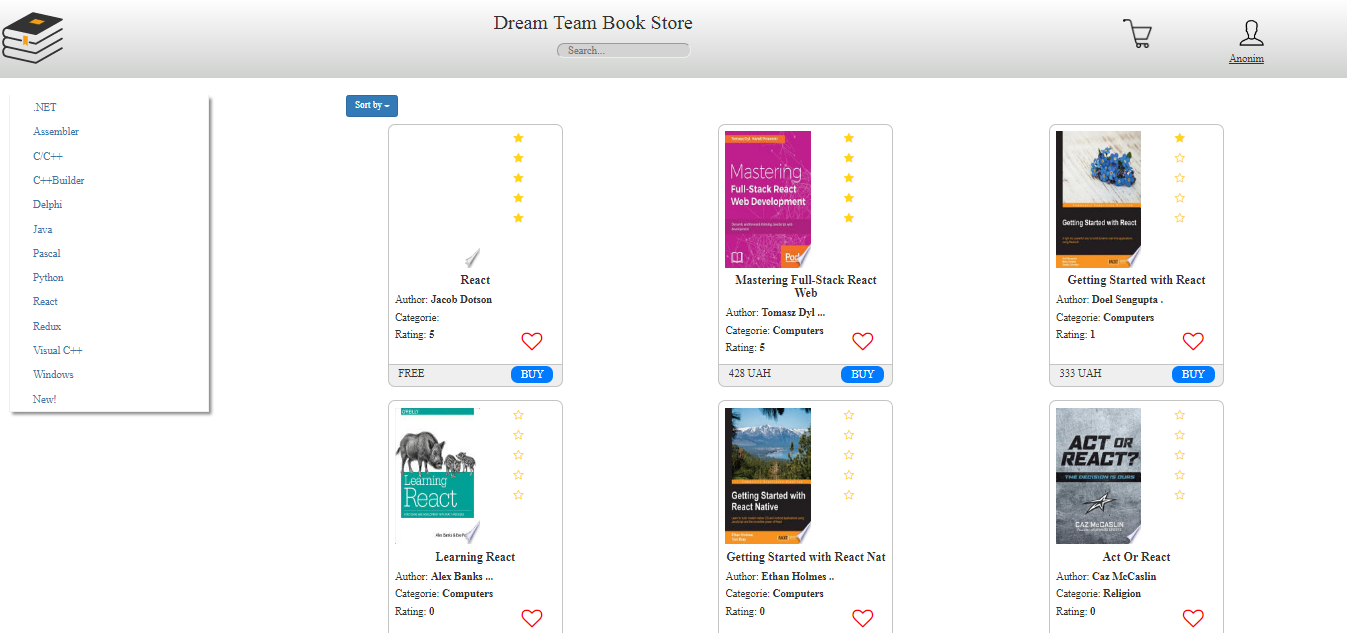 Dream Team Book Store
Search...
Anonim
.NET
Assembler
C/C++
C++Builder
Delphi
Java
Pascal
Python
React
Redux
Visual C++
Windows
New!
Sort by
React
Author: Jacob Dotson
Categorie:
Rating: 5
FREE
BUY
Mastering
Full-Stack React
Web Development
Mastering Full-Stack React
Web
Author: Tomasz Dyl ...
Categorie: Computers
Rating: 5
428 UAH
BUY
Getting Started with React
Getting Started with React
Author: Doel Sengupta .
Categorie: Computers
Rating: 1
333 UAH
BUY
O'REILLY
Learning
React
Alex Banks & Eve
Learning React
Author: Alex Banks ...
Categorie: Computers
Rating: 0
Getting Started with
React Native
Getting Started with React Nat
Author: Ethan Holmes ..
Categorie: Computers
Rating: 0
ACT OR
REACT?
THE DECISION IS OURS
CAZ McCASLIN
Act Or React
Author: Caz McCaslin
Categorie: Religion
Rating: 0